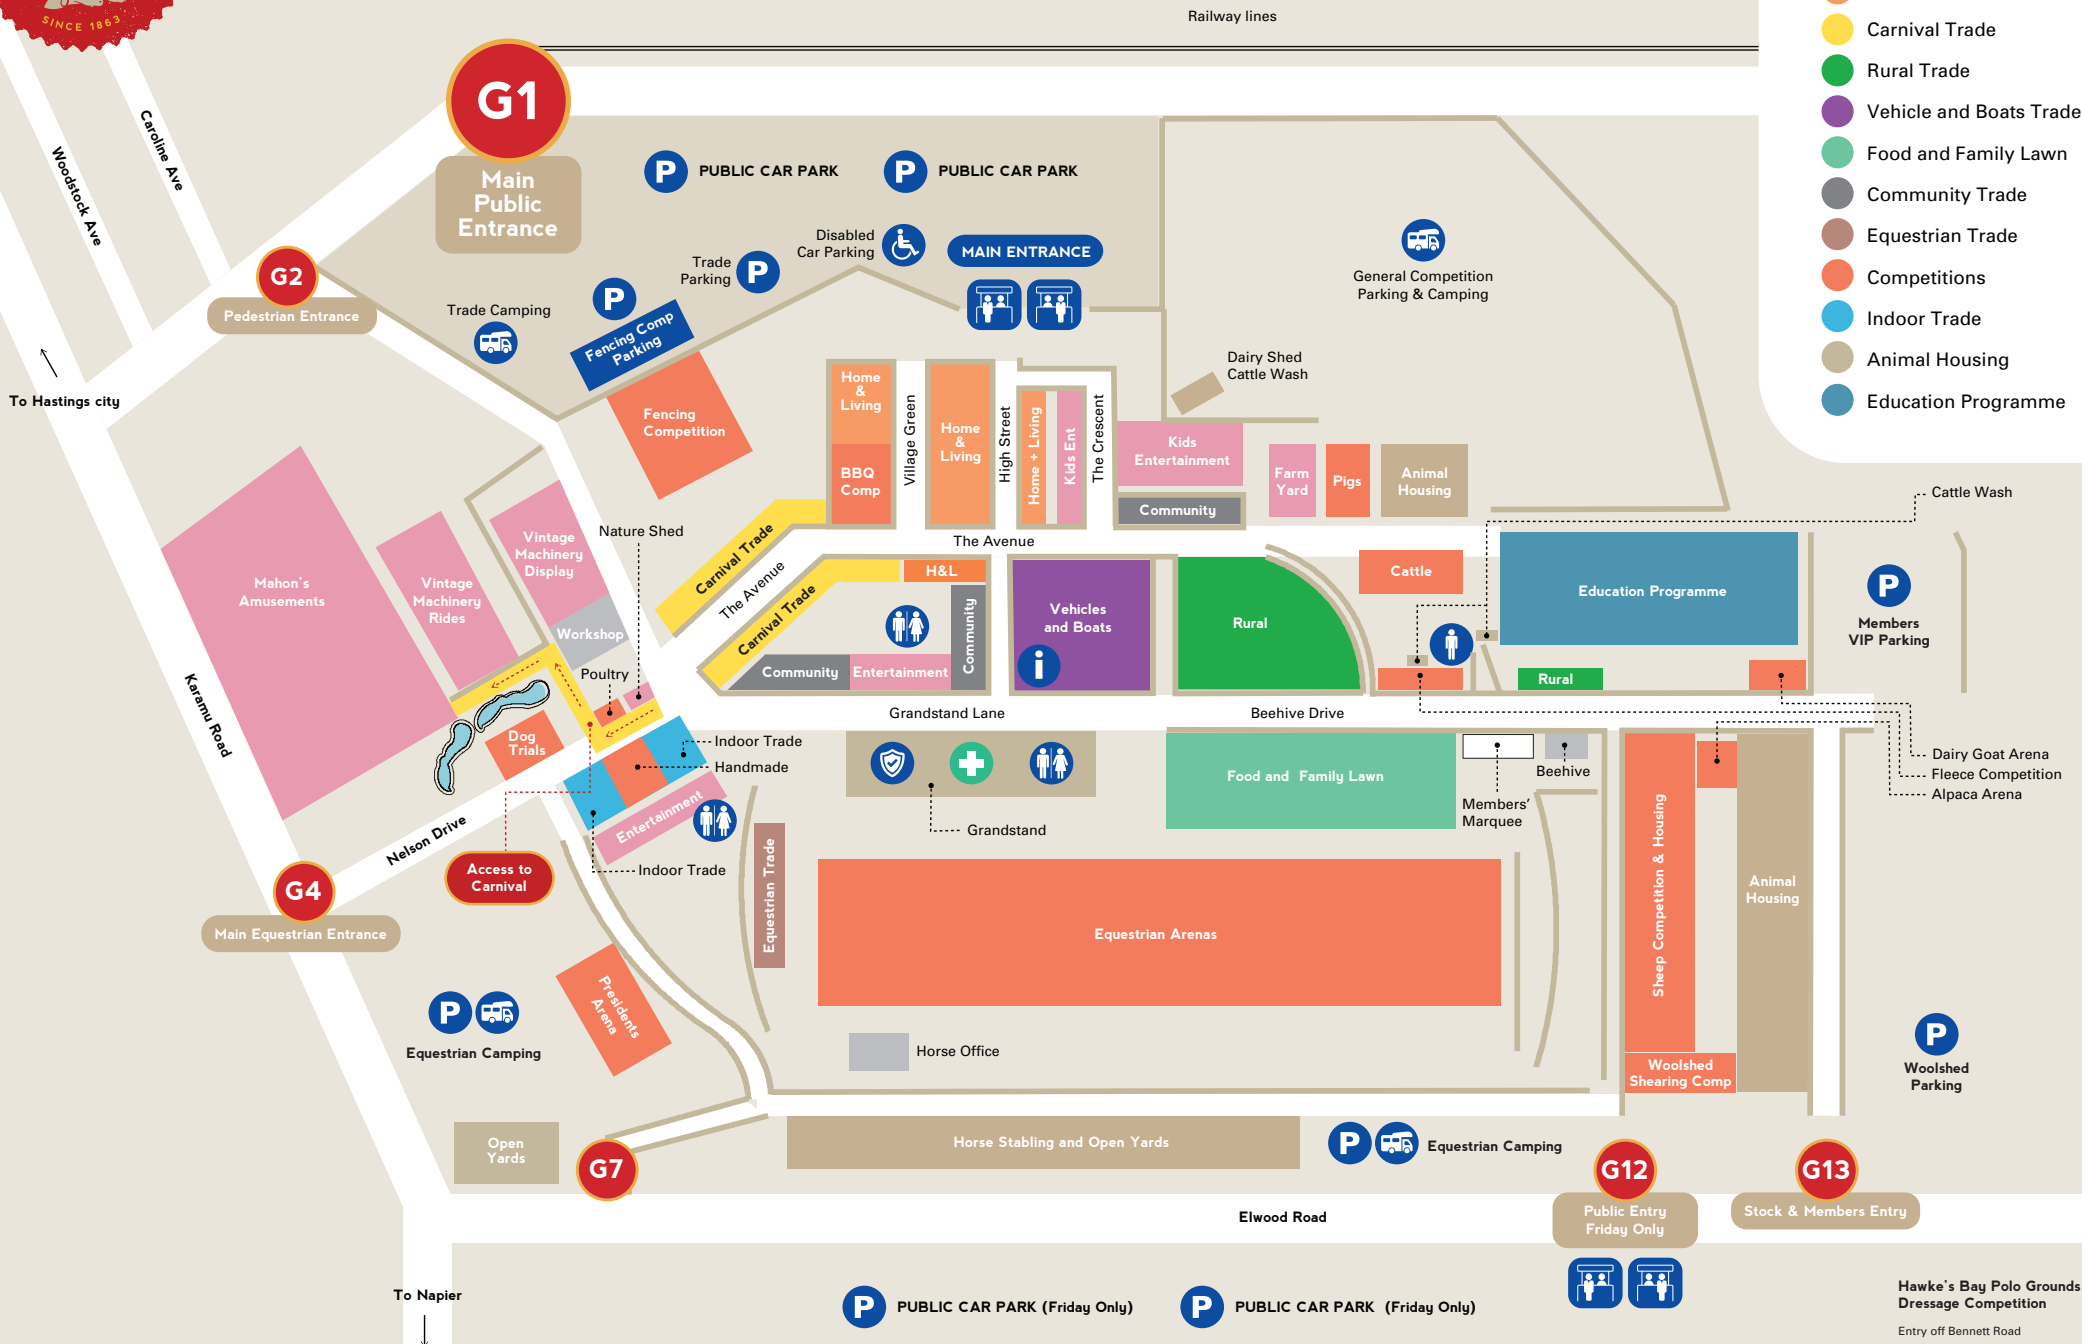 SINCE 1863
Railway lines
G1
Main
Public
Entrance
Caroline Ave
Woodstock Ave
G2
Pedestrian Entrance
To Hastings city
P PUBLIC CAR PARK
P PUBLIC CAR PARK
Disabled
Car Parking
MAIN ENTRANCE
Trade
Parking
P
Trade Camping
P
Fencing Comp
Parking
Fencing
Competition
General Competition
Parking & Camping
Dairy Shed
Cattle Wash
Carnival Trade
Rural Trade
Vehicle and Boats Trade
Food and Family Lawn
Community Trade
Equestrian Trade
Competitions
Indoor Trade
Animal Housing
Education Programme
Home
&
Living
BBQ
Comp
Village Green
Home
&
Living
High Street
Home + Living
Kids Ent
The Crescent
Kids
Entertainment
Community
Farm
Yard
Pigs
Animal
Housing
Cattle Wash
Mahon's
Amusements
Vintage
Machinery
Rides
Vintage
Machinery
Display
Nature Shed
Workshop
Poultry
Carnival Trade
The Avenue
Carnival Trade
The Avenue
H&L
Community
Community
Entertainment
Vehicles
and Boats
i
Rural
Cattle
Education Programme
Rural
P
Members
VIP Parking
Karamu Road
Dog
Trials
Grandstand Lane
Beehive Drive
Indoor Trade
Handmade
Entertainment
Indoor Trade
Nelson Drive
Access to
Carnival
G4
Main Equestrian Entrance
Grandstand
Food and Family Lawn
Members'
Marquee
Beehive
Dairy Goat Arena
Fleece Competition
Alpaca Arena
Equestrian Trade
Equestrian Arenas
Sheep Competition & Housing
Animal
Housing
Woolshed
Shearing Comp
Presidents
Arena
P
Equestrian Camping
Horse Office
P
Woolshed
Parking
Open
Yards
G7
Horse Stabling and Open Yards
P Equestrian Camping
G12
Public Entry
Friday Only
G13
Stock & Members Entry
Elwood Road
To Napier
P PUBLIC CAR PARK (Friday Only)
P PUBLIC CAR PARK (Friday Only)
Hawke's Bay Polo Grounds
Dressage Competition
Entry off Bennett Road